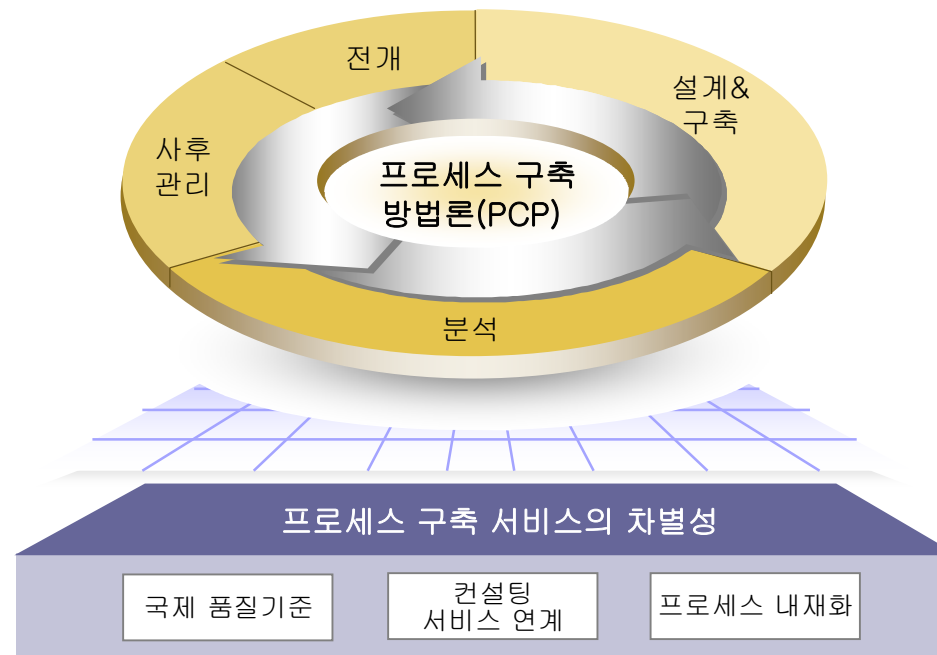 전개
설계&
구축
사후
관리
프로세스 구축
방법론(PCP)
분석
프로세스 구축 서비스의 차별성
국제 품질기준
컨설팅
서비스 연계
프로세스 내재화